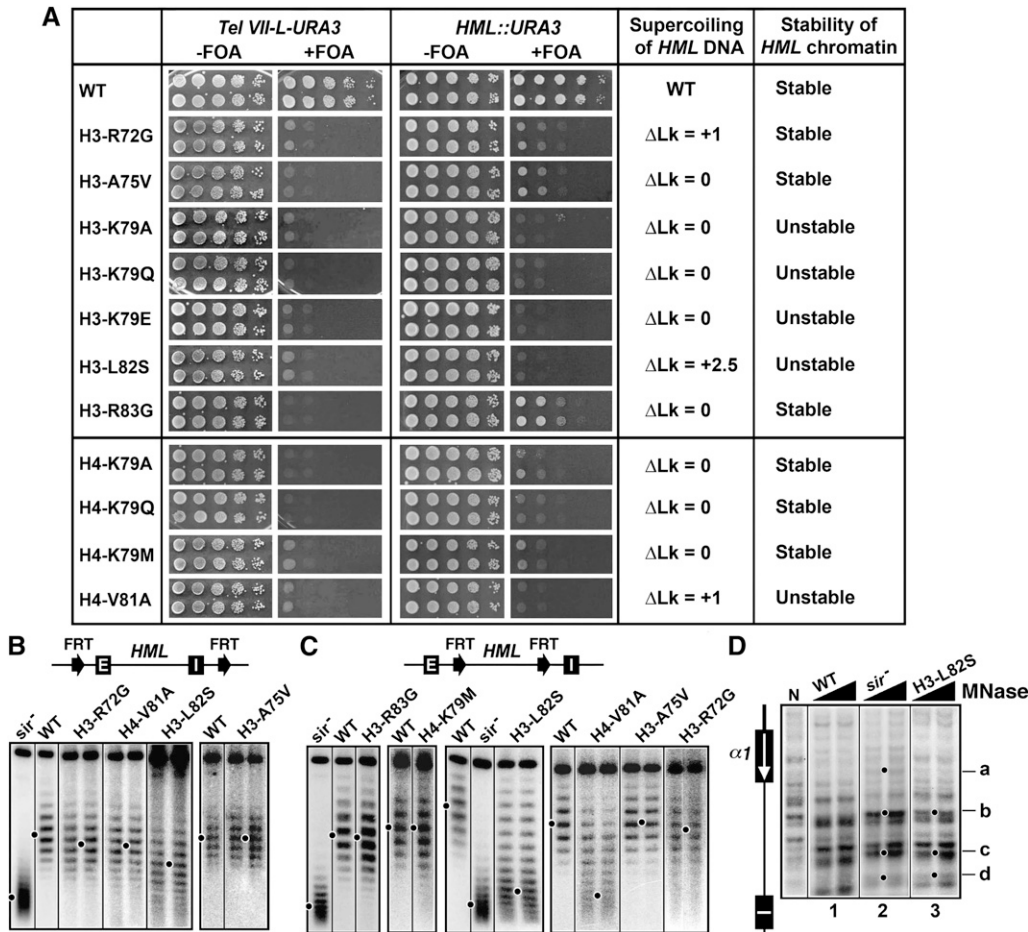 A
Tel VII-L-URA3 HML::URA3 Supercoiling of HML DNA Stability of HML chromatin
-FOA +FOA -FOA +FOA
WT WT Stable
H3-R72G ΔLk = +1 Stable
H3-A75V ΔLk = 0 Stable
H3-K79A ΔLk = 0 Unstable
H3-K79Q ΔLk = 0 Unstable
H3-K79E ΔLk = 0 Unstable
H3-L82S ΔLk = +2.5 Unstable
H3-R83G ΔLk = 0 Stable
H4-K79A ΔLk = 0 Stable
H4-K79Q ΔLk = 0 Stable
H4-K79M ΔLk = 0 Stable
H4-V81A ΔLk = +1 Unstable
B
FRT HML FRT
E I
sir⁻ WT H3-R72G H4-V81A H3-L82S WT H3-A75V
C
FRT HML FRT
E I
sir⁻ WT H3-R83G WT H4-K79M WT sir⁻ H3-L82S WT H4-V81A H3-A75V H3-R72G
D
N WT sir⁻ H3-L82S MNase
α1
a
b
c
d
I
1 2 3